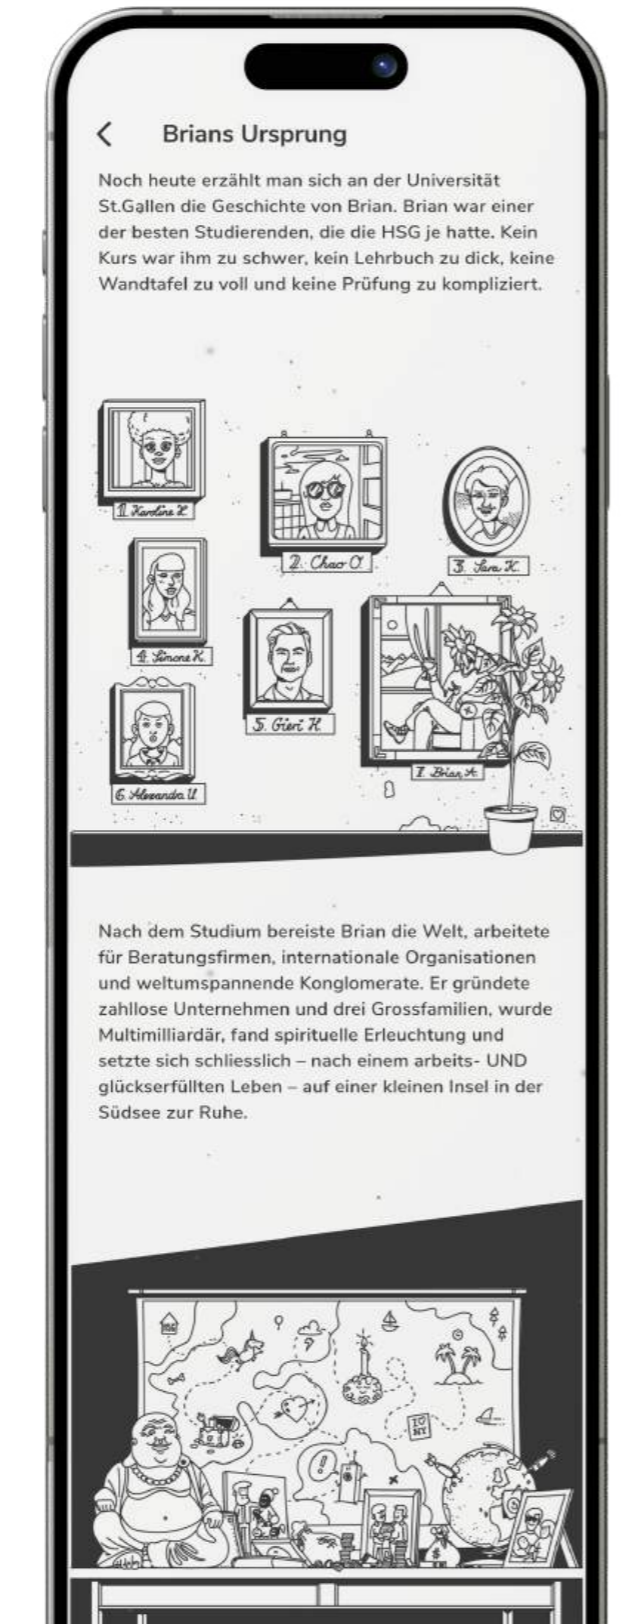 Brians Ursprung
Noch heute erzählt man sich an der Universität
St.Gallen die Geschichte von Brian. Brian war einer
der besten Studierenden, die die HSG je hatte. Kein
Kurs war ihm zu schwer, kein Lehrbuch zu dick, keine
Wandtafel zu voll und keine Prüfung zu kompliziert.
1. Karoline L.
2. Chao O.
3. Sara K.
4. Simone K.
5. Gieri H.
6. Alexandra U.
7. Brian A.
Nach dem Studium bereiste Brian die Welt, arbeitete
für Beratungsfirmen, internationale Organisationen
und weltumspannende Konglomerate. Er gründete
zahllose Unternehmen und drei Grossfamilien, wurde
Multimilliardär, fand spirituelle Erleuchtung und
setzte sich schliesslich – nach einem arbeits- UND
glückserfüllten Leben – auf einer kleinen Insel in der
Südsee zur Ruhe.
HSG
I ♡
NY
!
$